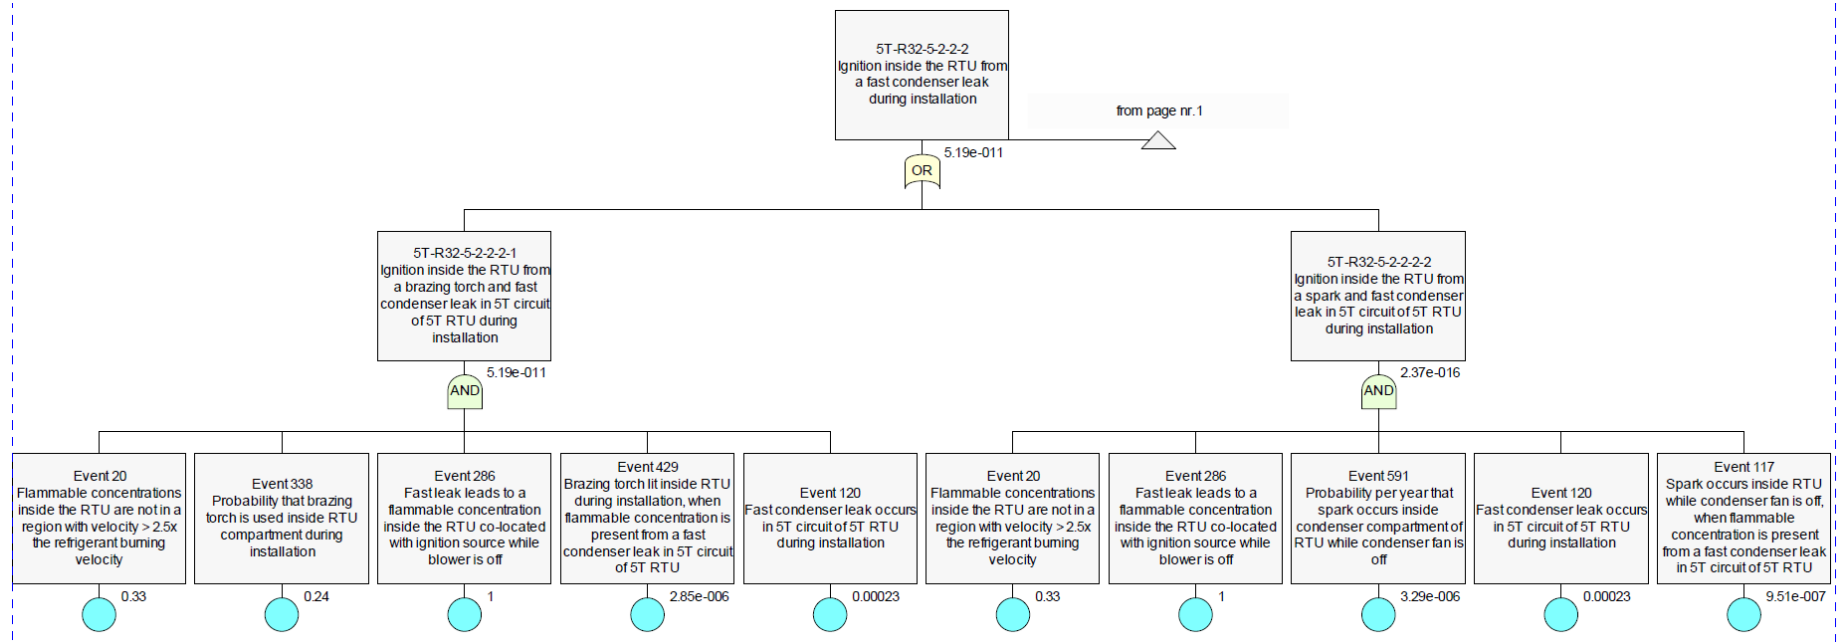 5T-R32-5-2-2-2
Ignition inside the RTU from
a fast condenser leak
during installation
from page nr.1
5.19e-011
OR
5T-R32-5-2-2-2-1
Ignition inside the RTU from
a brazing torch and fast
condenser leak in 5T circuit
of 5T RTU during
installation
5.19e-011
AND
5T-R32-5-2-2-2-2
Ignition inside the RTU from
a spark and fast condenser
leak in 5T circuit of 5T RTU
during installation
2.37e-016
AND
Event 20
Flammable concentrations
inside the RTU are not in a
region with velocity > 2.5x
the refrigerant burning
velocity
0.33
Event 338
Probability that brazing
torch is used inside RTU
compartment during
installation
0.24
Event 286
Fast leak leads to a
flammable concentration
inside the RTU co-located
with ignition source while
blower is off
1
Event 429
Brazing torch lit inside RTU
during installation, when
flammable concentration is
present from a fast
condenser leak in 5T circuit
of 5T RTU
2.85e-006
Event 120
Fast condenser leak occurs
in 5T circuit of 5T RTU
during installation
0.00023
Event 20
Flammable concentrations
inside the RTU are not in a
region with velocity > 2.5x
the refrigerant burning
velocity
0.33
Event 286
Fast leak leads to a
flammable concentration
inside the RTU co-located
with ignition source while
blower is off
1
Event 591
Probability per year that
spark occurs inside
condenser compartment of
RTU while condenser fan is
off
3.29e-006
Event 120
Fast condenser leak occurs
in 5T circuit of 5T RTU
during installation
0.00023
Event 117
Spark occurs inside RTU
while condenser fan is off,
when flammable
concentration is present
from a fast condenser leak
in 5T circuit of 5T RTU
9.51e-007